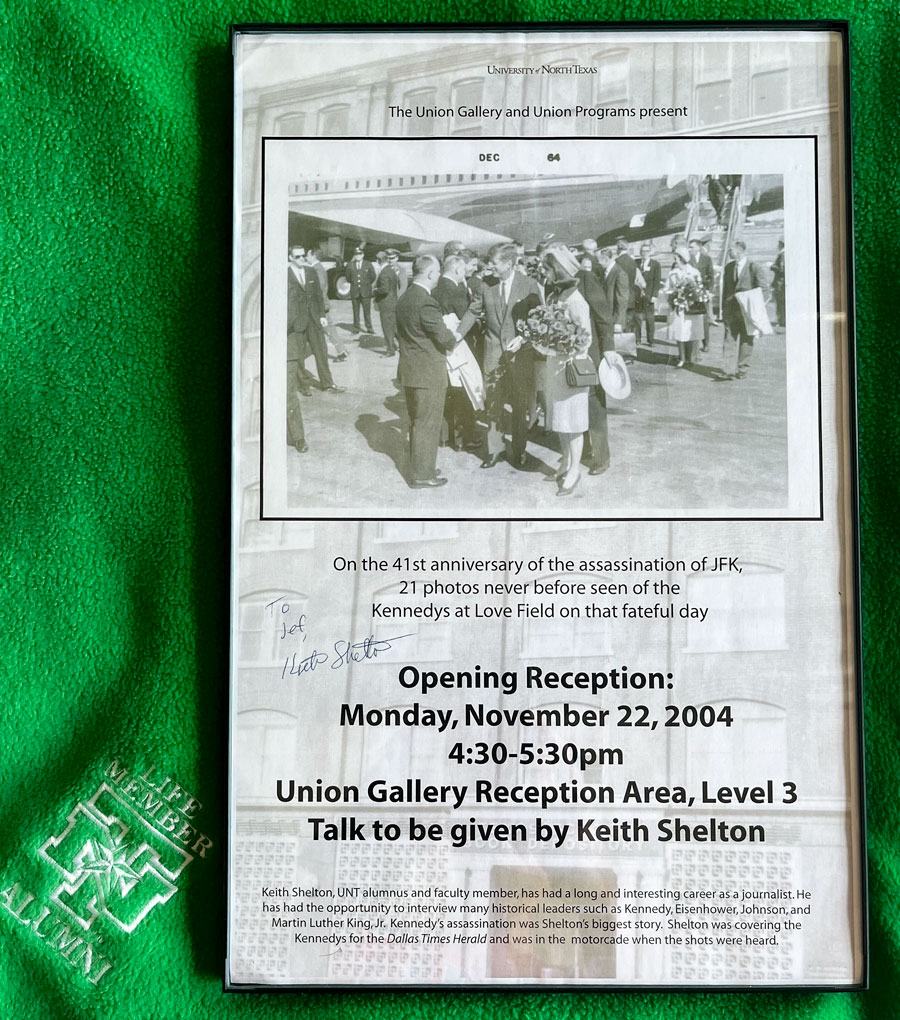 UNIVERSITY of NORTH TEXAS
The Union Gallery and Union Programs present
DEC 64
On the 41st anniversary of the assassination of JFK,
21 photos never before seen of the
Kennedys at Love Field on that fateful day
To
Jef,
Keith Shelton
Opening Reception:
Monday, November 22, 2004
4:30-5:30pm
Union Gallery Reception Area, Level 3
Talk to be given by Keith Shelton
Keith Shelton, UNT alumnus and faculty member, has had a long and interesting career as a journalist. He
has had the opportunity to interview many historical leaders such as Kennedy, Eisenhower, Johnson, and
Martin Luther King, Jr. Kennedy's assassination was Shelton's biggest story. Shelton was covering the
Kennedys for the Dallas Times Herald and was in the motorcade when the shots were heard.
LIFE
MEMBER
N
ALUMNI